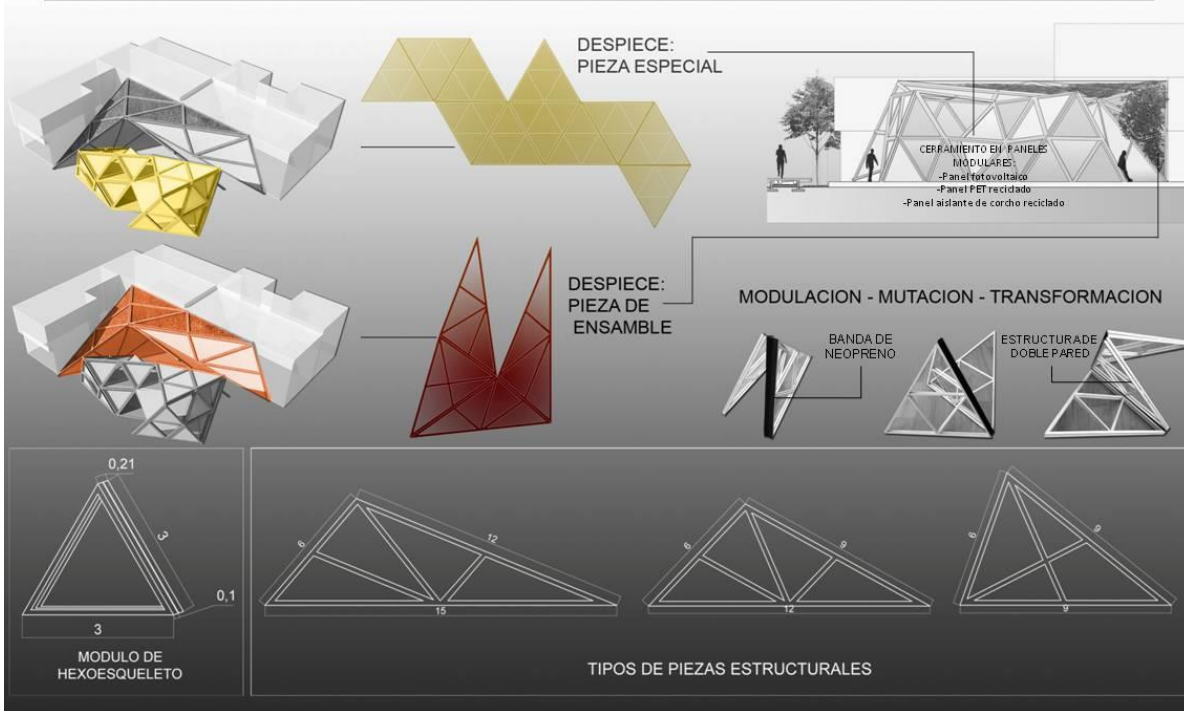 DESPIECE:
PIEZA ESPECIAL
CERRAMIENTO EN PANELES
MODULARES:
-Panel fotovoltaico
-Panel PET reciclado
-Panel aislante de corcho reciclado
DESPIECE:
PIEZA DE
ENSAMBLE
MODULACION - MUTACION - TRANSFORMACION
BANDA DE
NEOPRENO
ESTRUCTURA DE
DOBLE PARED
0,21
3
0,1
3
MODULO DE
HEXOESQUELETO
6
12
15
6
9
12
6
9
9
TIPOS DE PIEZAS ESTRUCTURALES